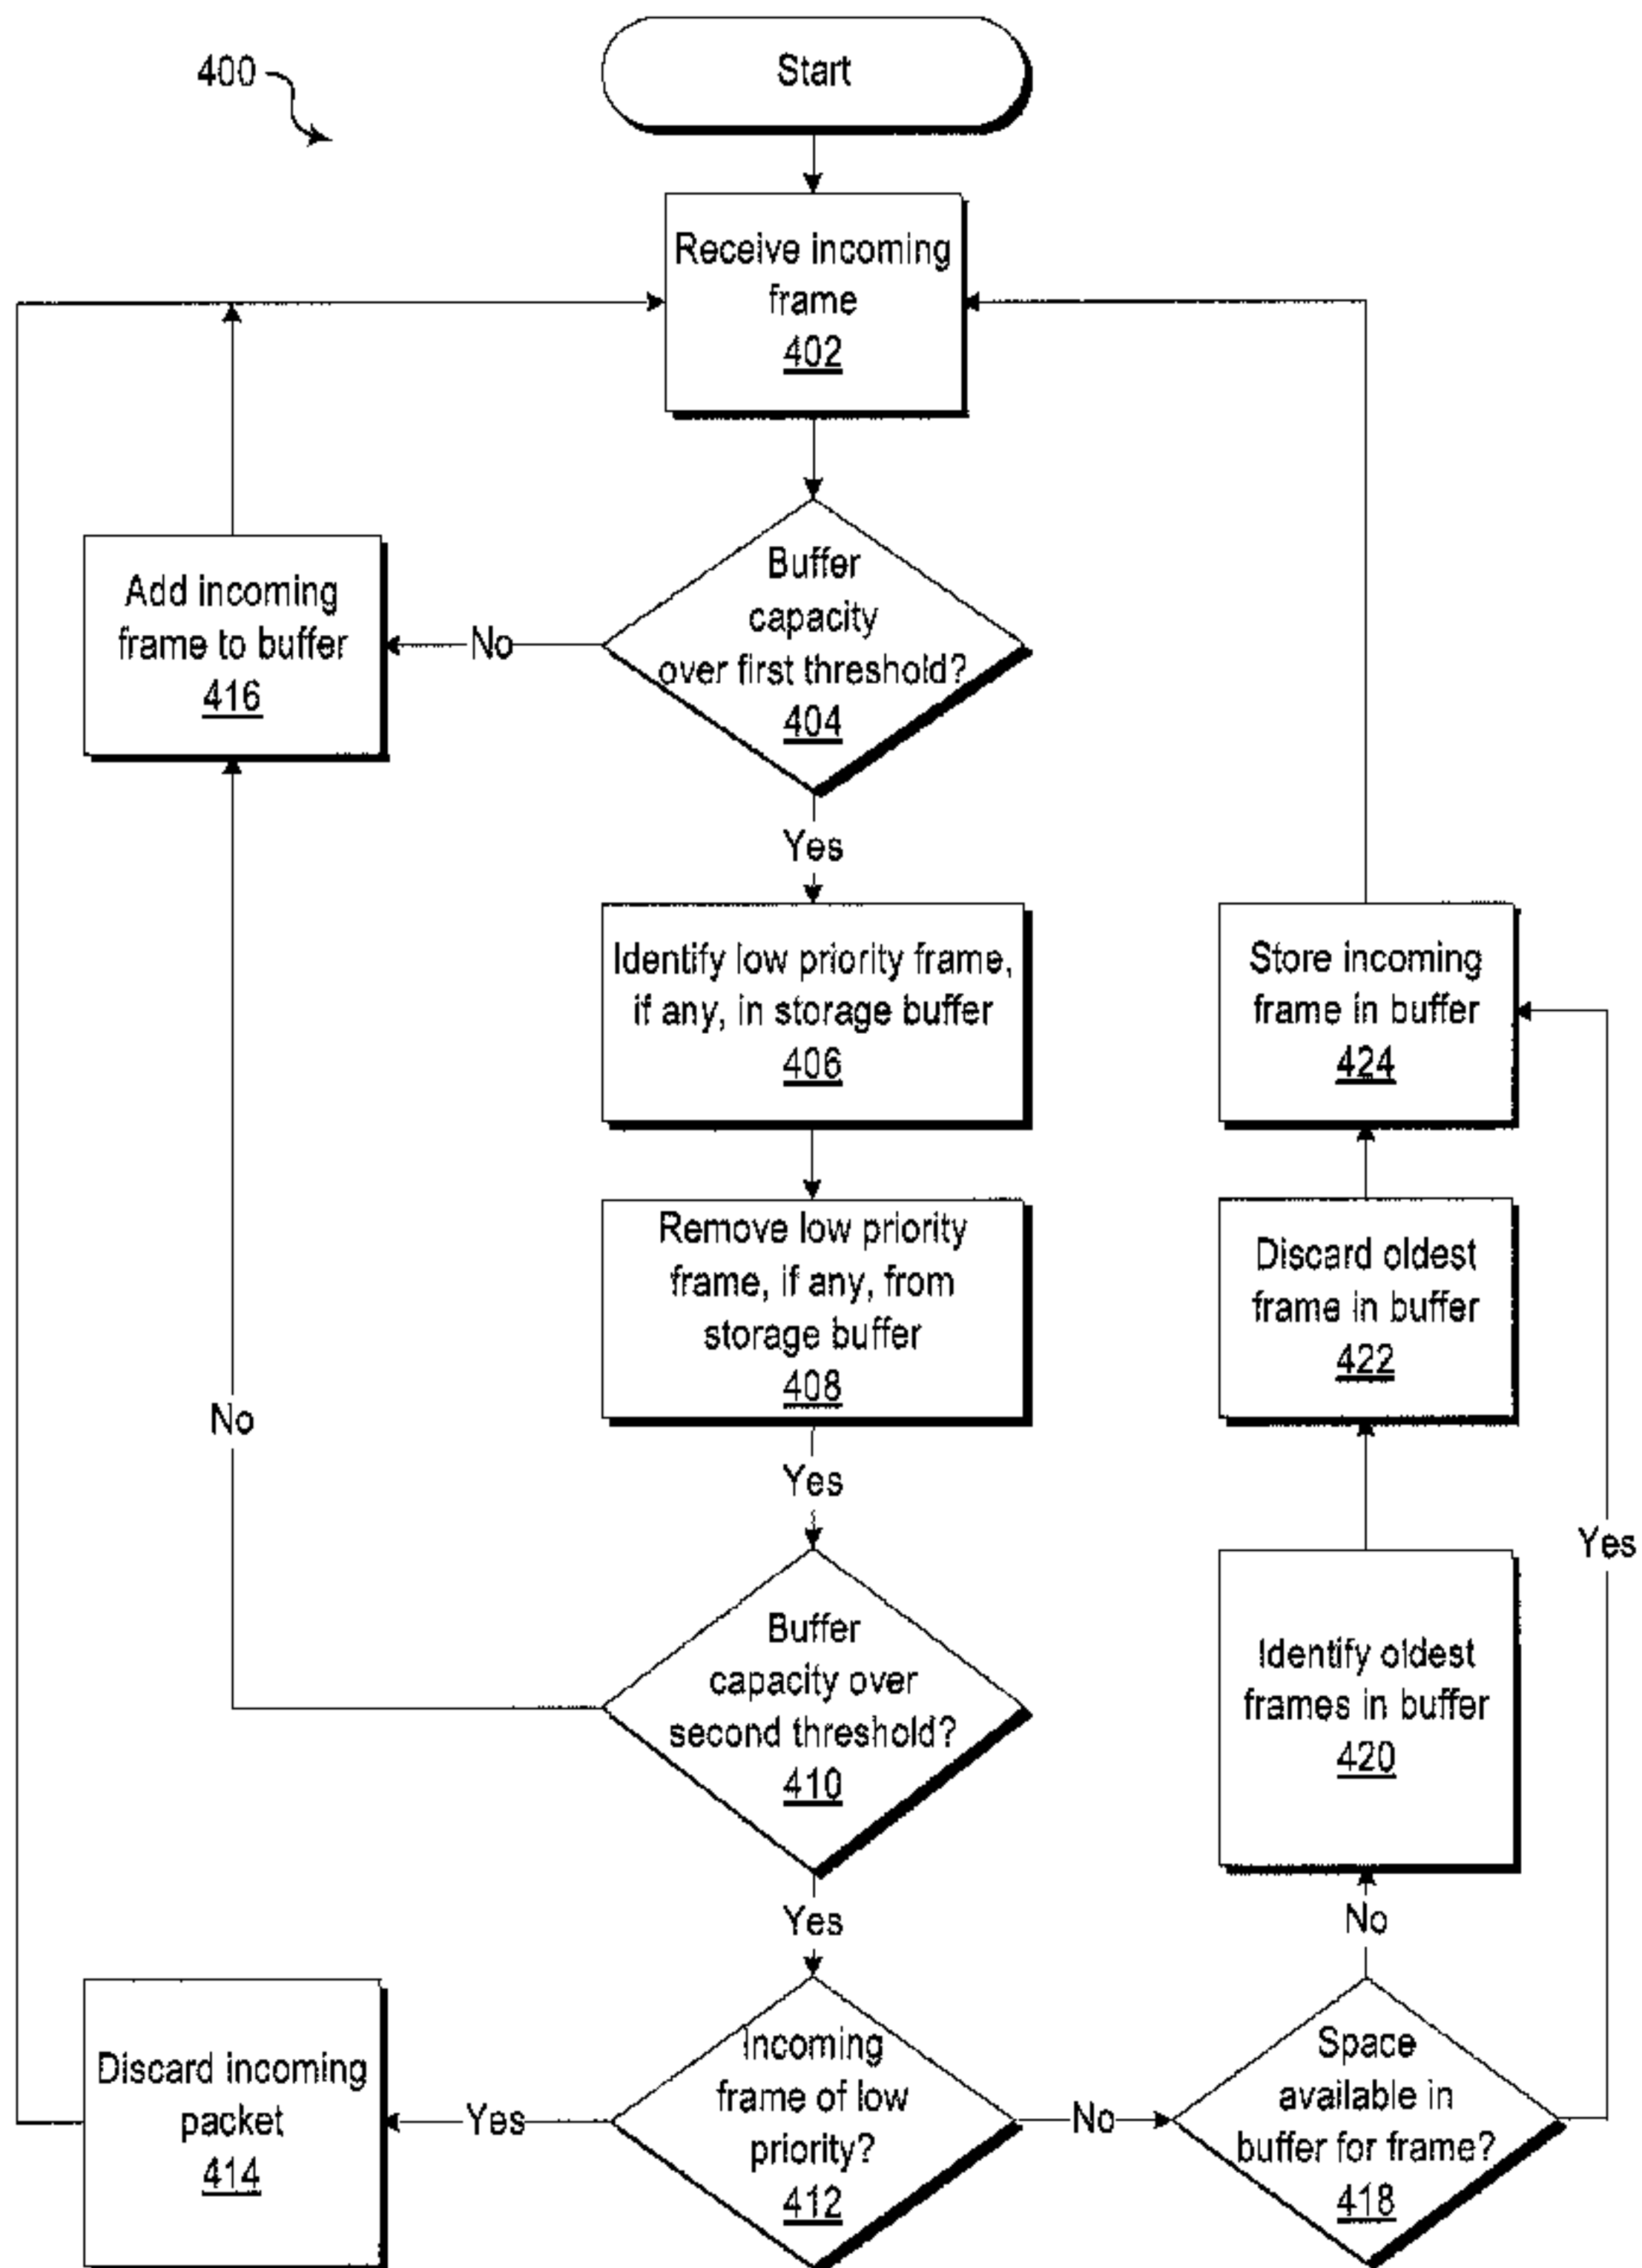 400
Start
Receive incoming
frame
402
Buffer
capacity
over first threshold?
404
No
Add incoming
frame to buffer
416
Yes
Identify low priority frame,
if any, in storage buffer
406
Remove low priority
frame, if any, from
storage buffer
408
Yes
Buffer
capacity over
second threshold?
410
No
Yes
Incoming
frame of low
priority?
412
Yes
Discard incoming
packet
414
No
Space
available in
buffer for frame?
418
No
Identify oldest
frames in buffer
420
Discard oldest
frame in buffer
422
Store incoming
frame in buffer
424
Yes